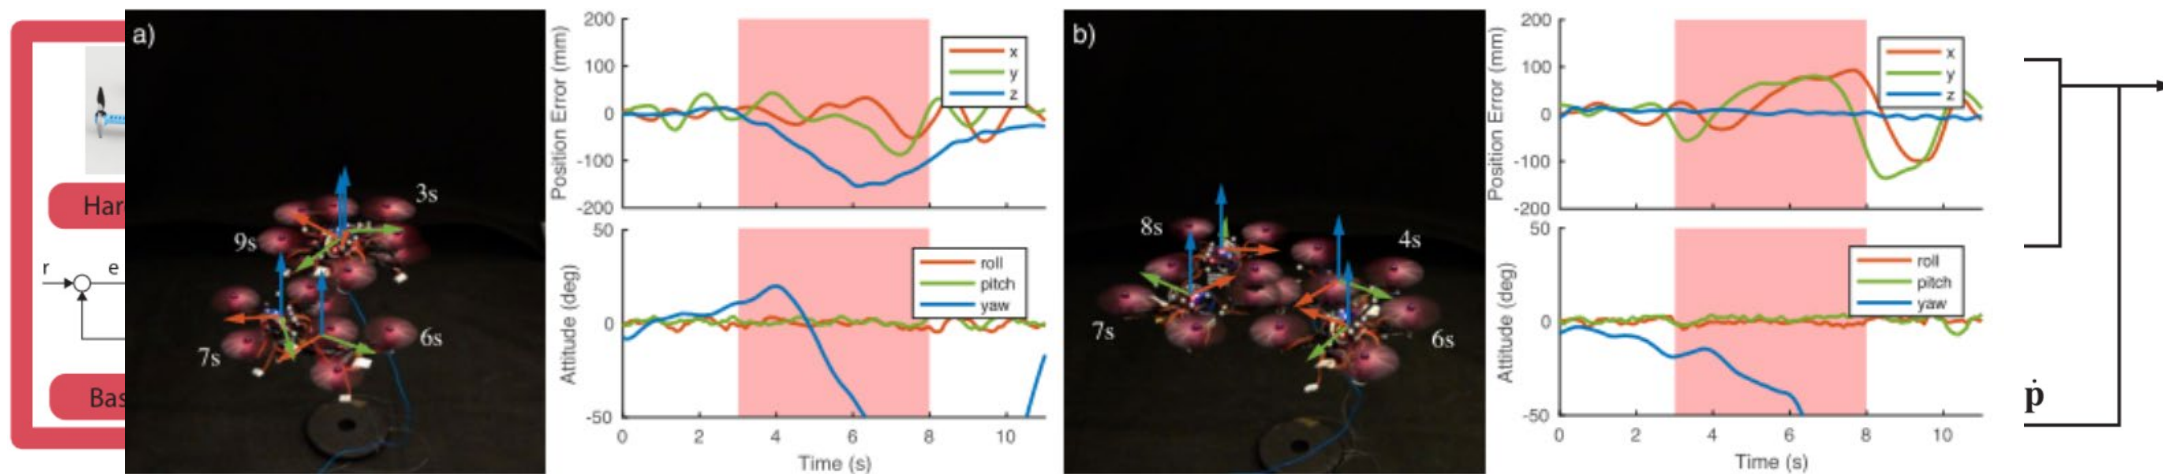 Har
r
e
Bas
a)
3s
9s
7s
6s
Position Error (mm)
200
100
0
-100
-200
x
y
z
Attitude (deg)
50
0
-50
roll
pitch
yaw
0 2 4 6 8 10
Time (s)
b)
8s
4s
7s
6s
Position Error (mm)
200
100
0
-100
-200
x
y
z
Attitude (deg)
50
0
-50
roll
pitch
yaw
0 2 4 6 8 10
Time (s)
ṗ